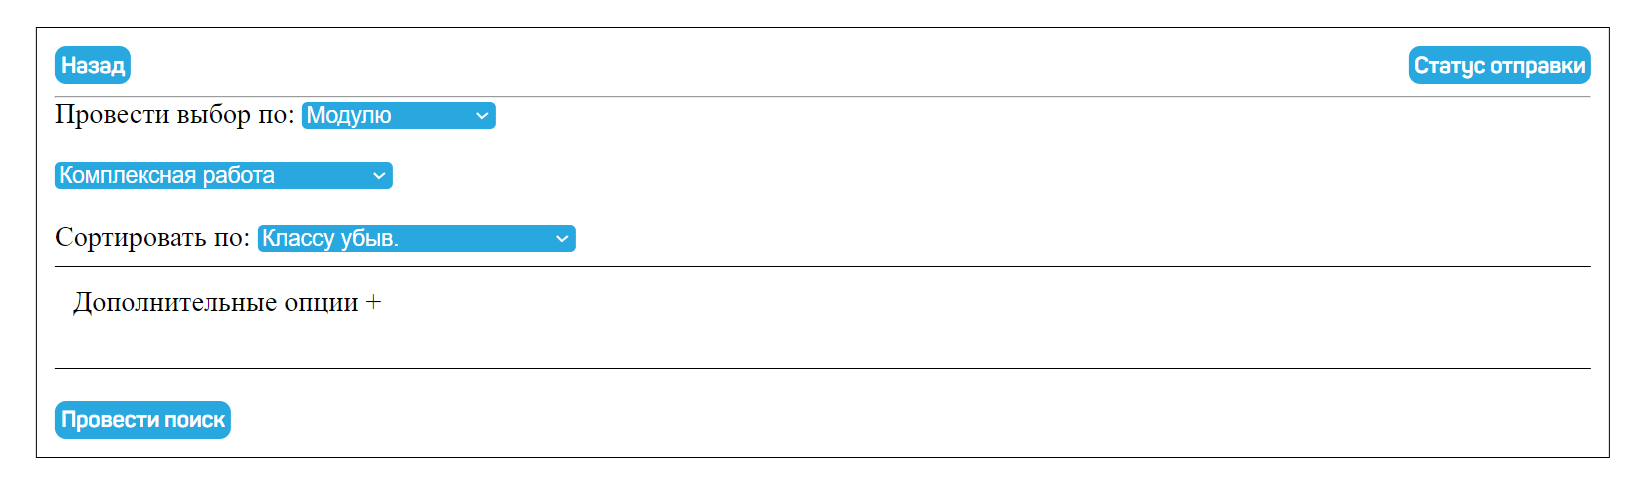 Назад
Статус отправки
Провести выбор по: Модулю
Комплексная работа
Сортировать по: Классу убыв.
Дополнительные опции +
Провести поиск